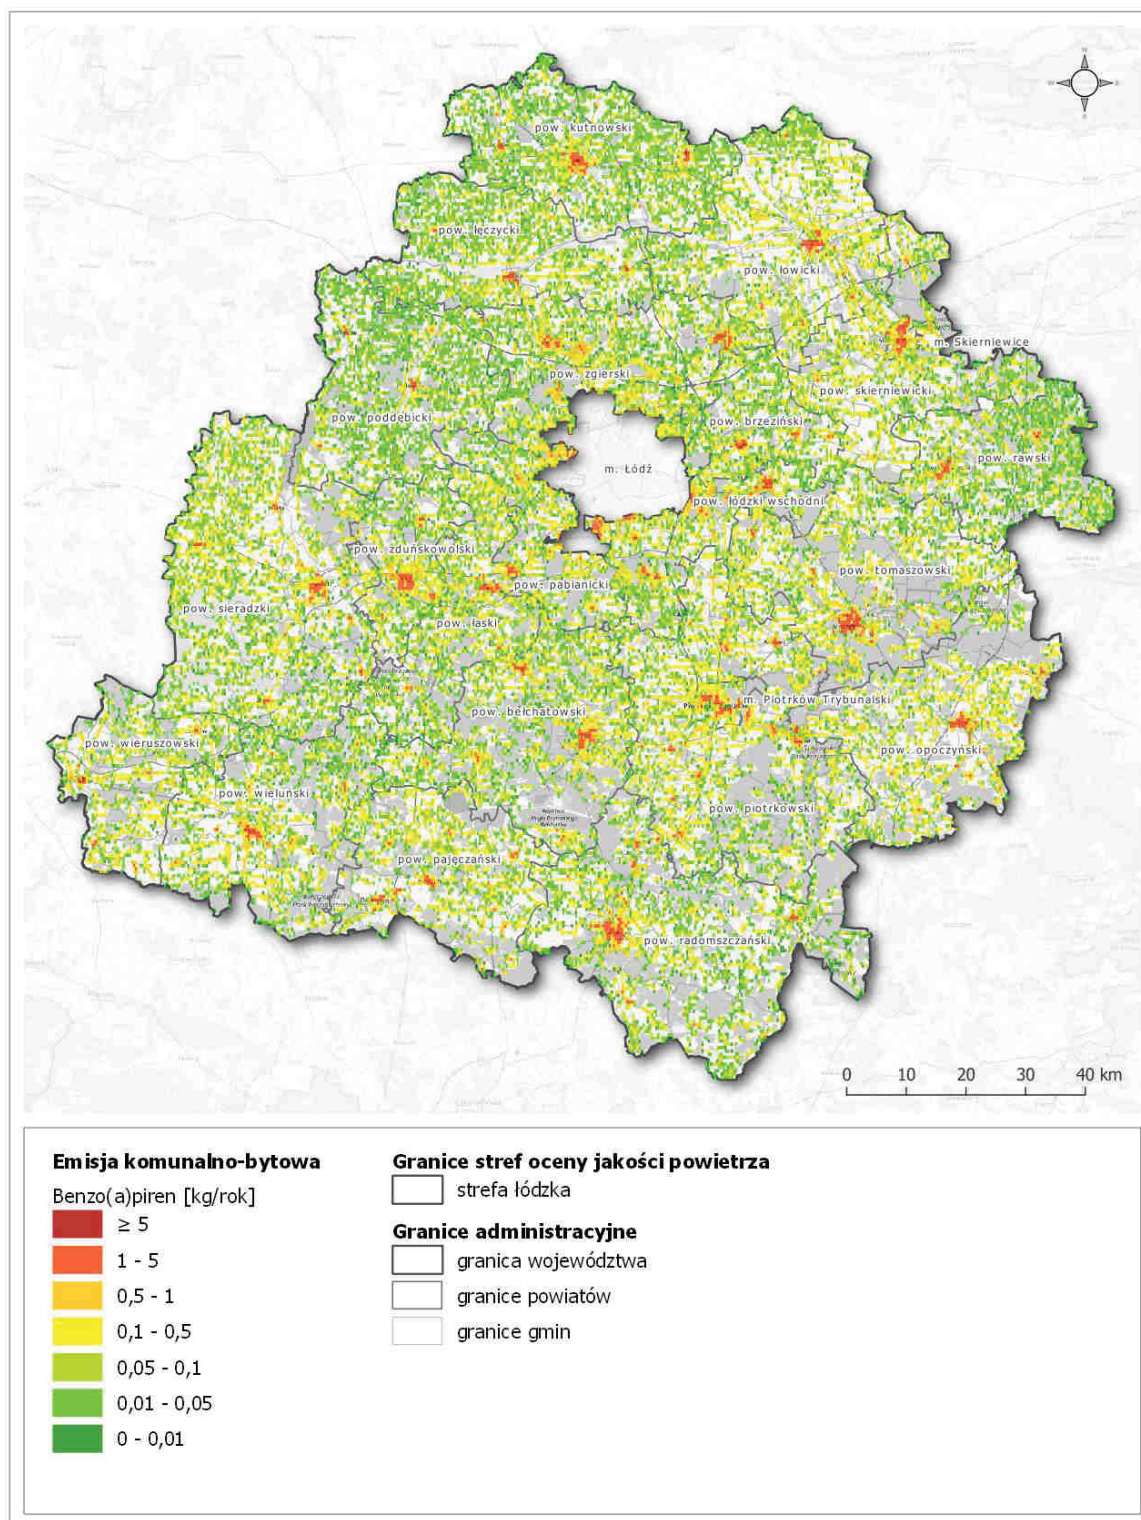 pow. kutnowski
pow. łęczycki
pow. łowicki
m. Skierniewice
pow. zgierski
pow. skierniewicki
pow. poddębicki
pow. brzeziński
pow. rawski
m. Łódź
pow. łódzki wschodni
pow. zduńskowolski
pow. tomaszowski
pow. pabianicki
pow. sieradzki
pow. łaski
m. Piotrków Trybunalski
pow. bełchatowski
pow. wieruszowski
pow. opoczyński
pow. wieluński
pow. piotrkowski
pow. pajęczański
pow. radomszczański
0 10 20 30 40 km
Emisja komunalno-bytowa
Benzo(a)piren [kg/rok]
≥ 5
1 - 5
0,5 - 1
0,1 - 0,5
0,05 - 0,1
0,01 - 0,05
0 - 0,01
Granice stref oceny jakości powietrza
strefa łódzka
Granice administracyjne
granica województwa
granice powiatów
granice gmin